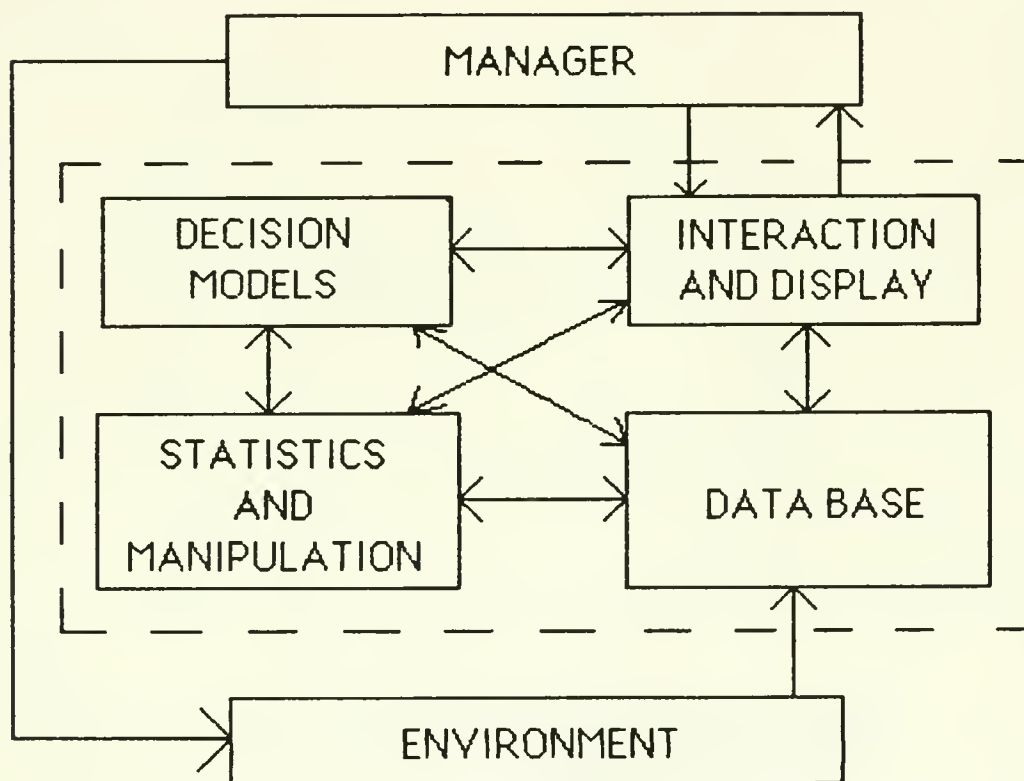 MANAGER
DECISION
MODELS
INTERACTION
AND DISPLAY
STATISTICS
AND
MANIPULATION
DATA BASE
ENVIRONMENT